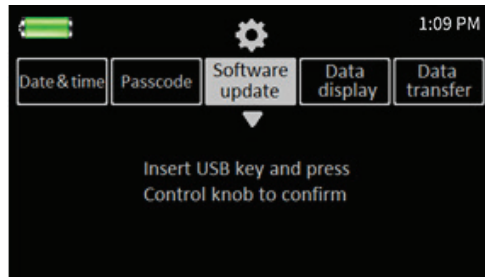 1:09 PM
Date & time
Passcode
Software
update
Data
display
Data
transfer
Insert USB key and press
Control knob to confirm